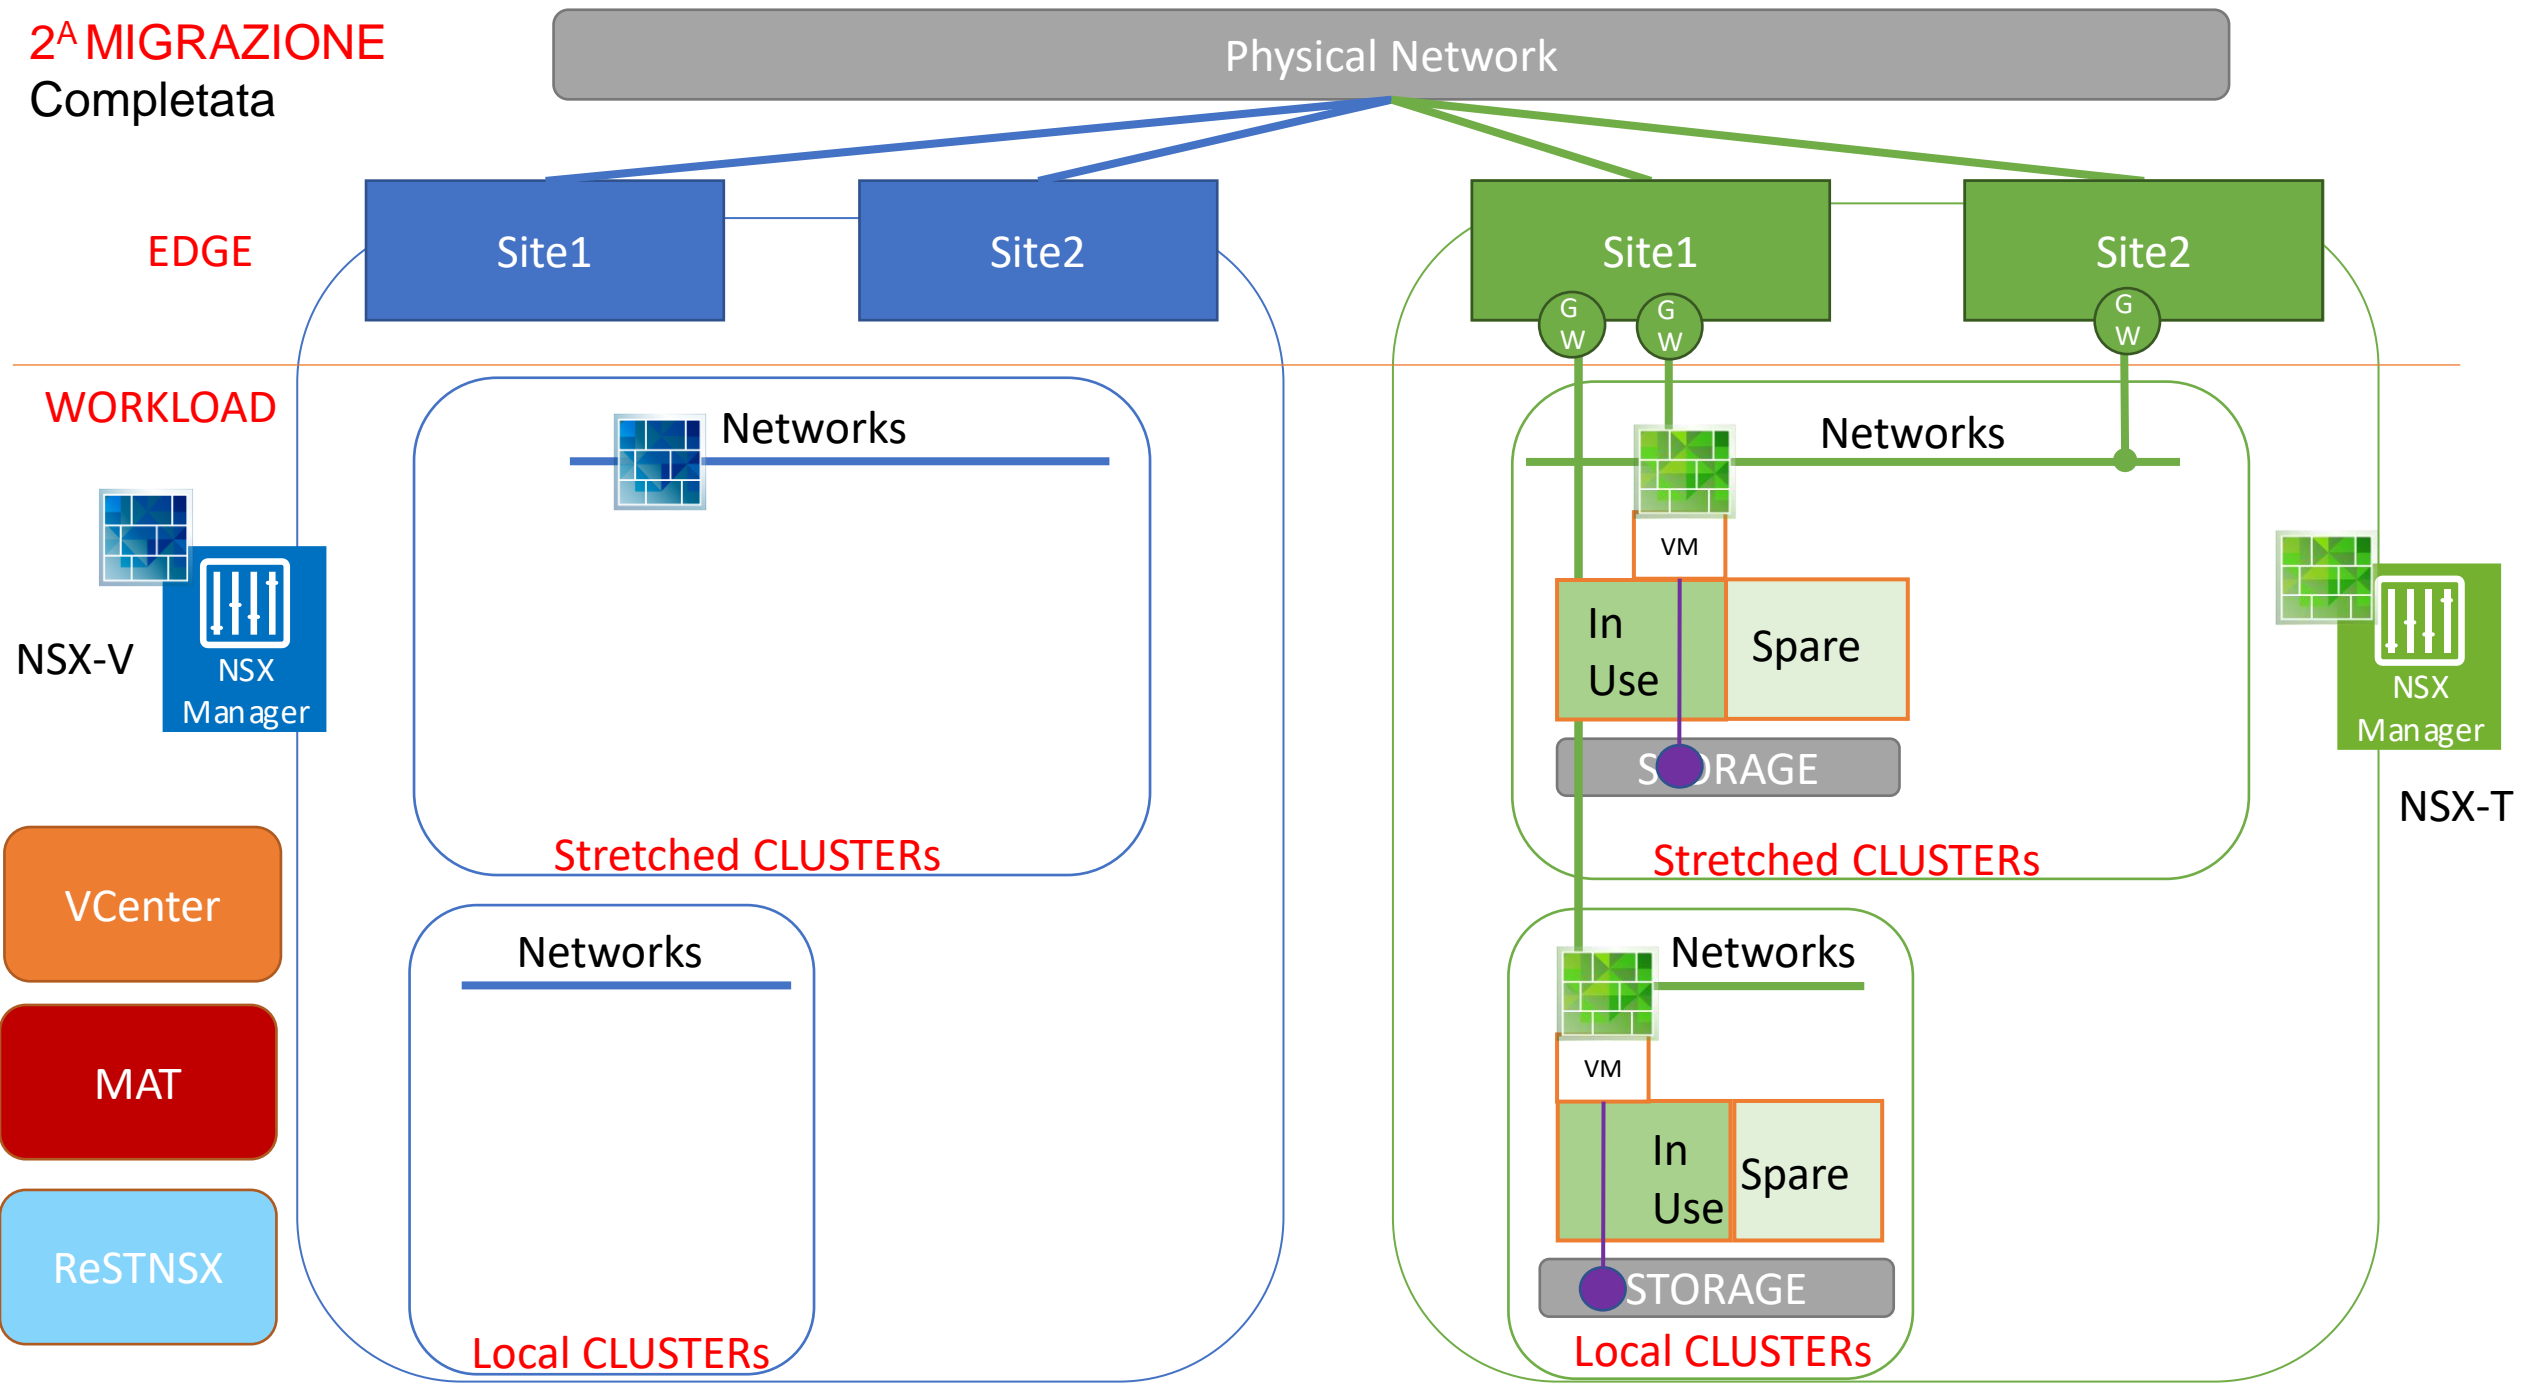 2A MIGRAZIONE
Completata
Physical Network
EDGE
Site1
Site2
Site1
Site2
G
W
G
W
G
W
WORKLOAD
Networks
Networks
VM
NSX-V
NSX
Manager
In
Use
Spare
NSX
Manager
STORAGE
NSX-T
Stretched CLUSTERs
Stretched CLUSTERs
VCenter
Networks
Networks
MAT
VM
In
Use
Spare
ReSTNSX
STORAGE
Local CLUSTERs
Local CLUSTERs